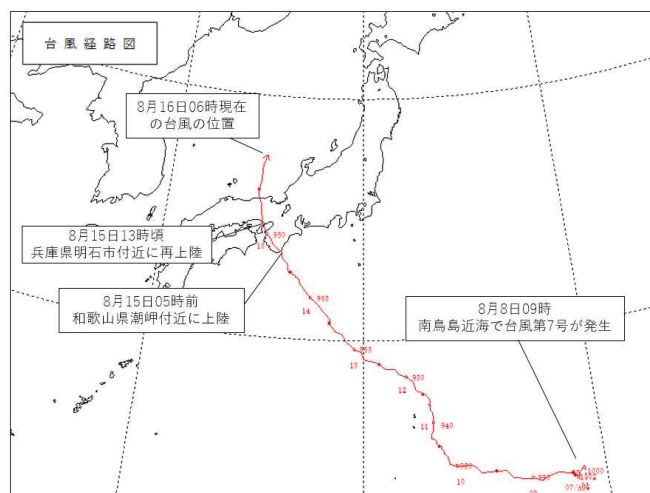 台風経路図
8月16日06時現在
の台風の位置
8月15日13時頃
兵庫県明石市付近に再上陸
8月15日05時前
和歌山県潮岬付近に上陸
8月8日09時
南鳥島近海で台風第7号が発生
15
14
12
950
11
940
10
1000